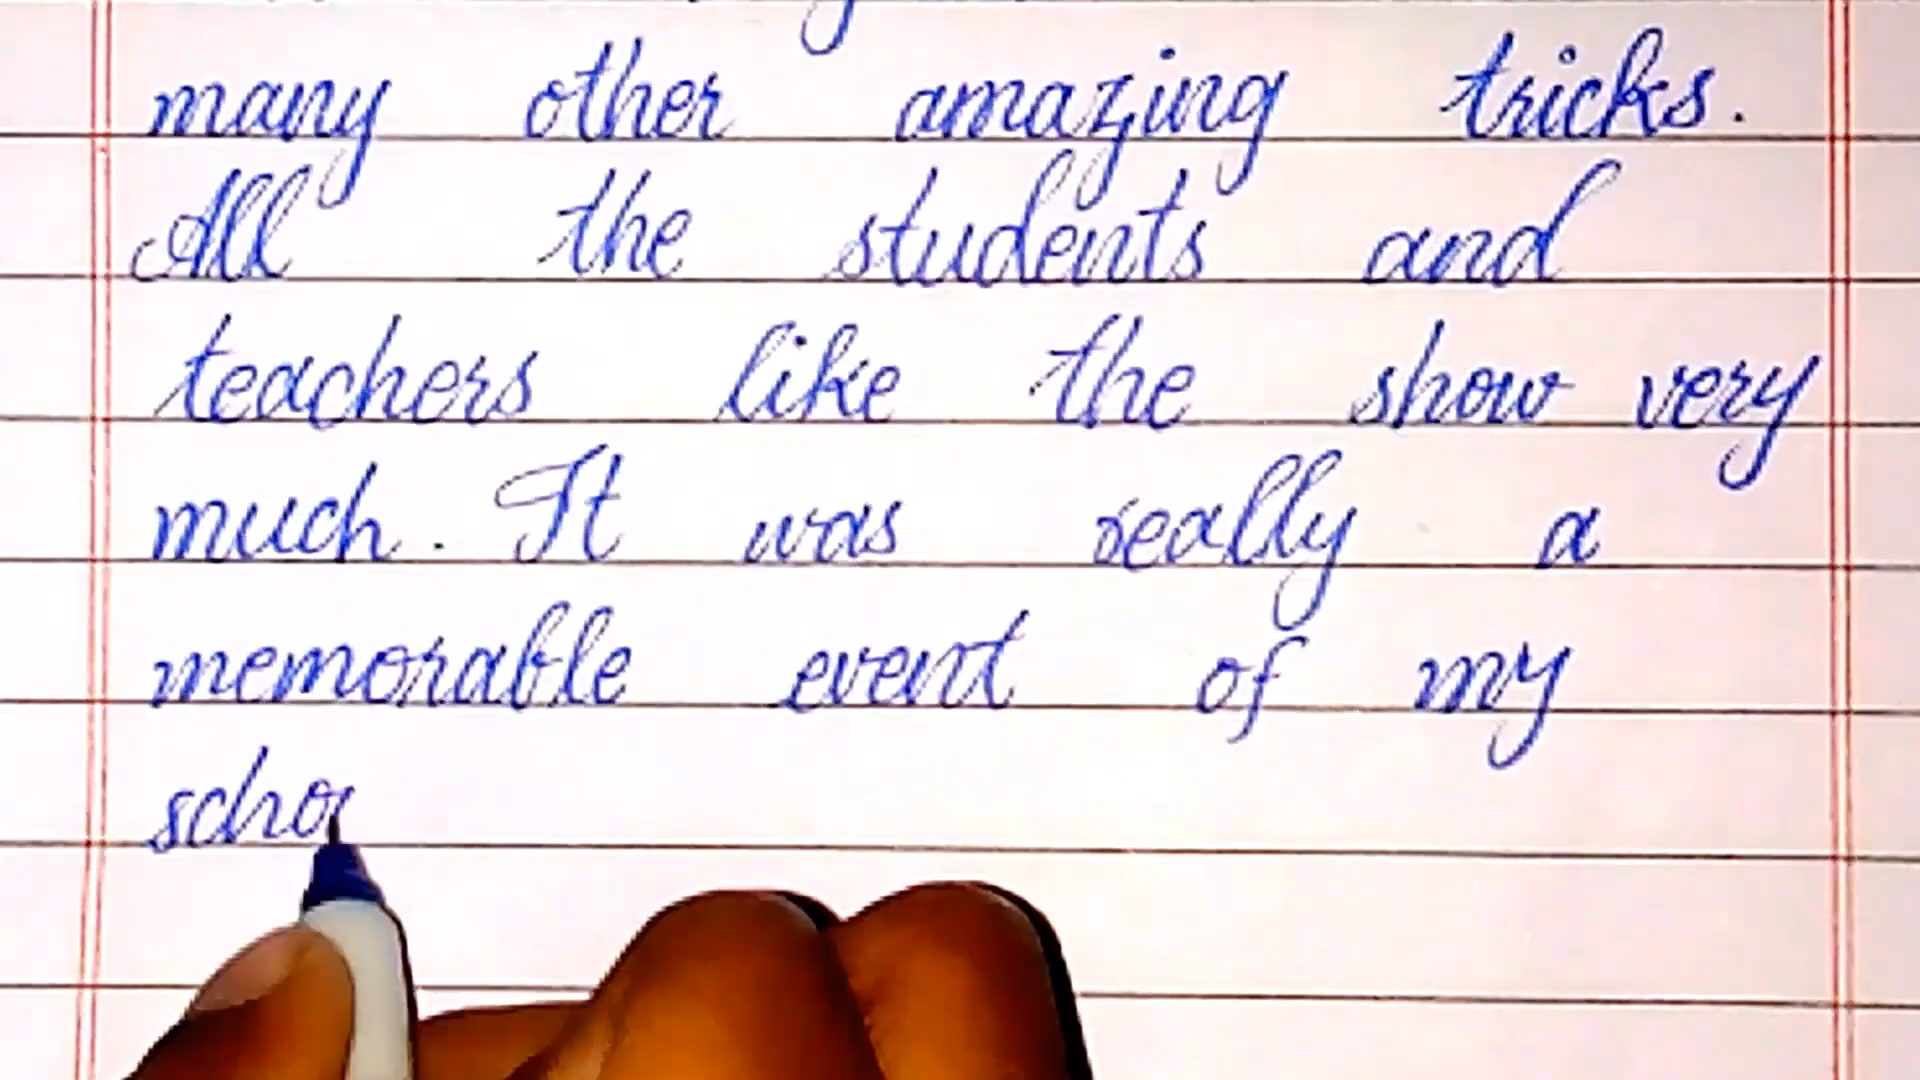 many other amazing tricks.
All the students and
teachers like the show very
much. It was really a
memorable event of my
scho